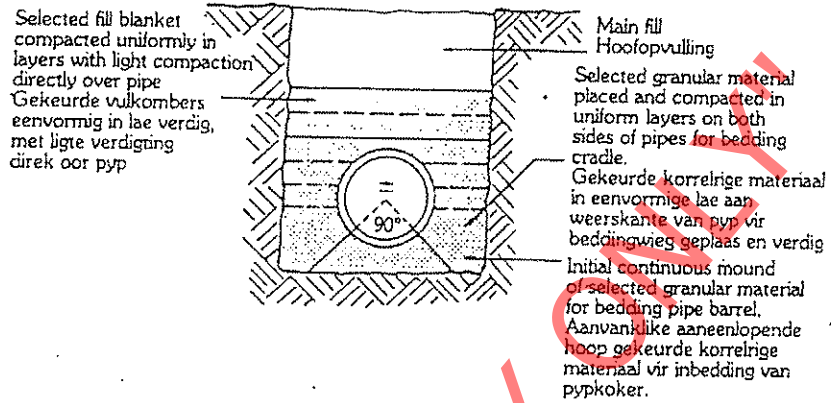 Selected fill blanket
compacted uniformly in
layers with light compaction
directly over pipe
Gekeurde vulkombers
eenvormig in lae verdig,
met ligte verdigting
direk oor pyp
Main fill
Hoofopvulling
Selected granular material
placed and compacted in
uniform layers on both
sides of pipes for bedding
cradle.
Gekeurde korrelrige materiaal
in eenvormige lae aan
weerskante van pyp vir
beddingwieg geplaas en verdig
Initial continuous mound
of selected granular material
for bedding pipe barrel.
Aanvanklike aaneenlopende
hoop gekeurde korrelrige
materiaal vir inbedding van
pypkoker.
90°
ONLY"